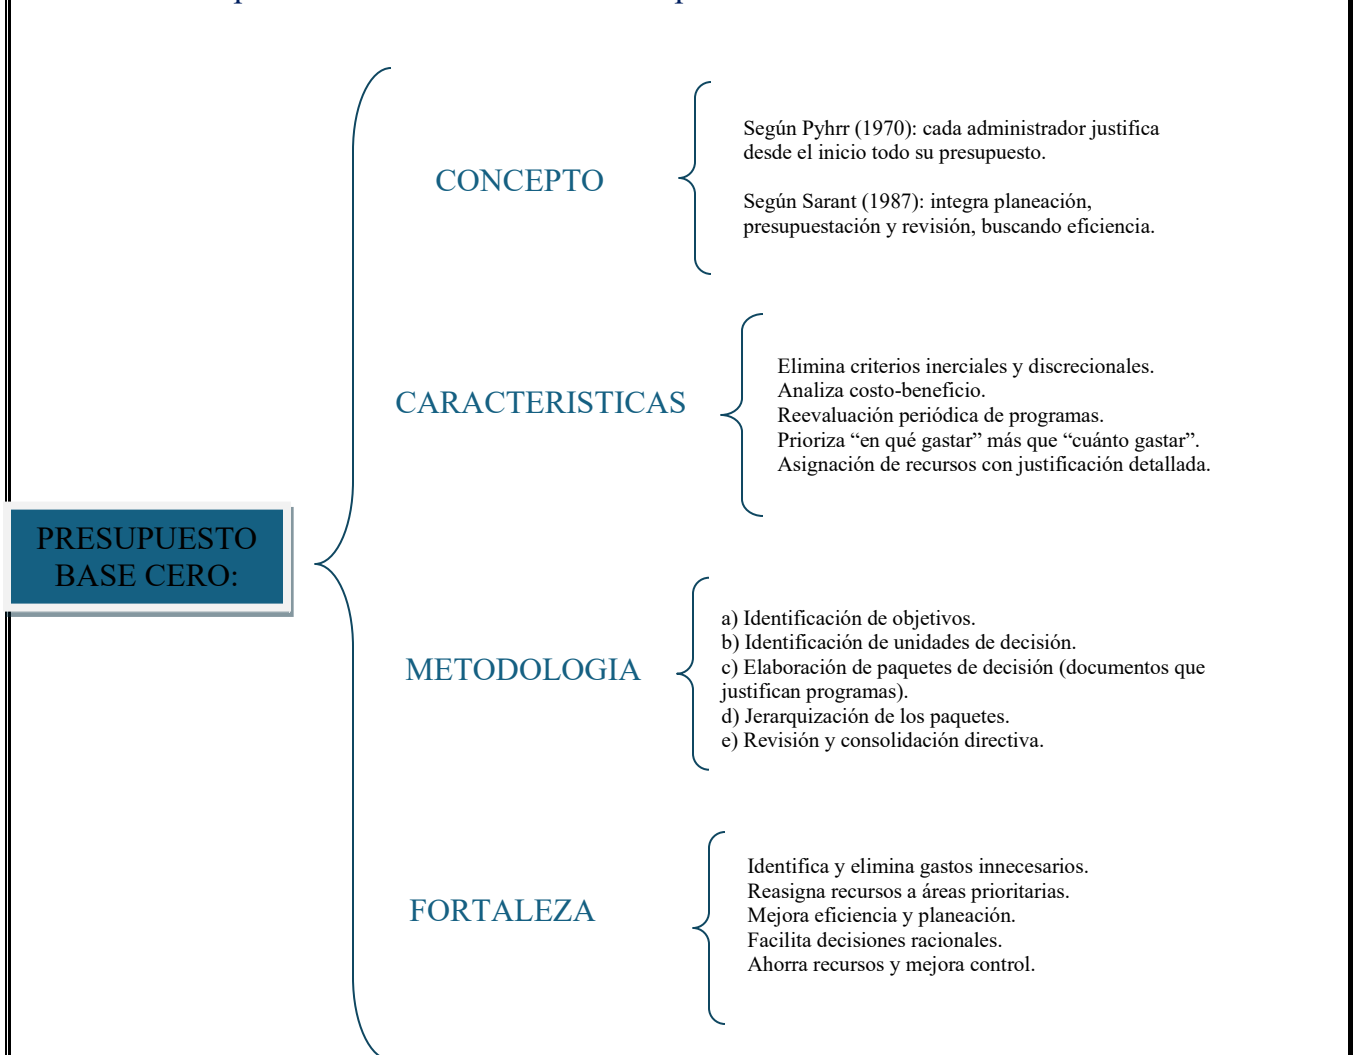 CONCEPTO
Según Pyhrr (1970): cada administrador justifica
desde el inicio todo su presupuesto.
Según Sarant (1987): integra planeación,
presupuestación y revisión, buscando eficiencia.
CARACTERISTICAS
Elimina criterios inerciales y discrecionales.
Analiza costo-beneficio.
Reevaluación periódica de programas.
Prioriza “en qué gastar” más que “cuánto gastar”.
Asignación de recursos con justificación detallada.
PRESUPUESTO
BASE CERO:
METODOLOGIA
a) Identificación de objetivos.
b) Identificación de unidades de decisión.
c) Elaboración de paquetes de decisión (documentos que
justifican programas).
d) Jerarquización de los paquetes.
e) Revisión y consolidación directiva.
FORTALEZA
Identifica y elimina gastos innecesarios.
Reasigna recursos a áreas prioritarias.
Mejora eficiencia y planeación.
Facilita decisiones racionales.
Ahorra recursos y mejora control.